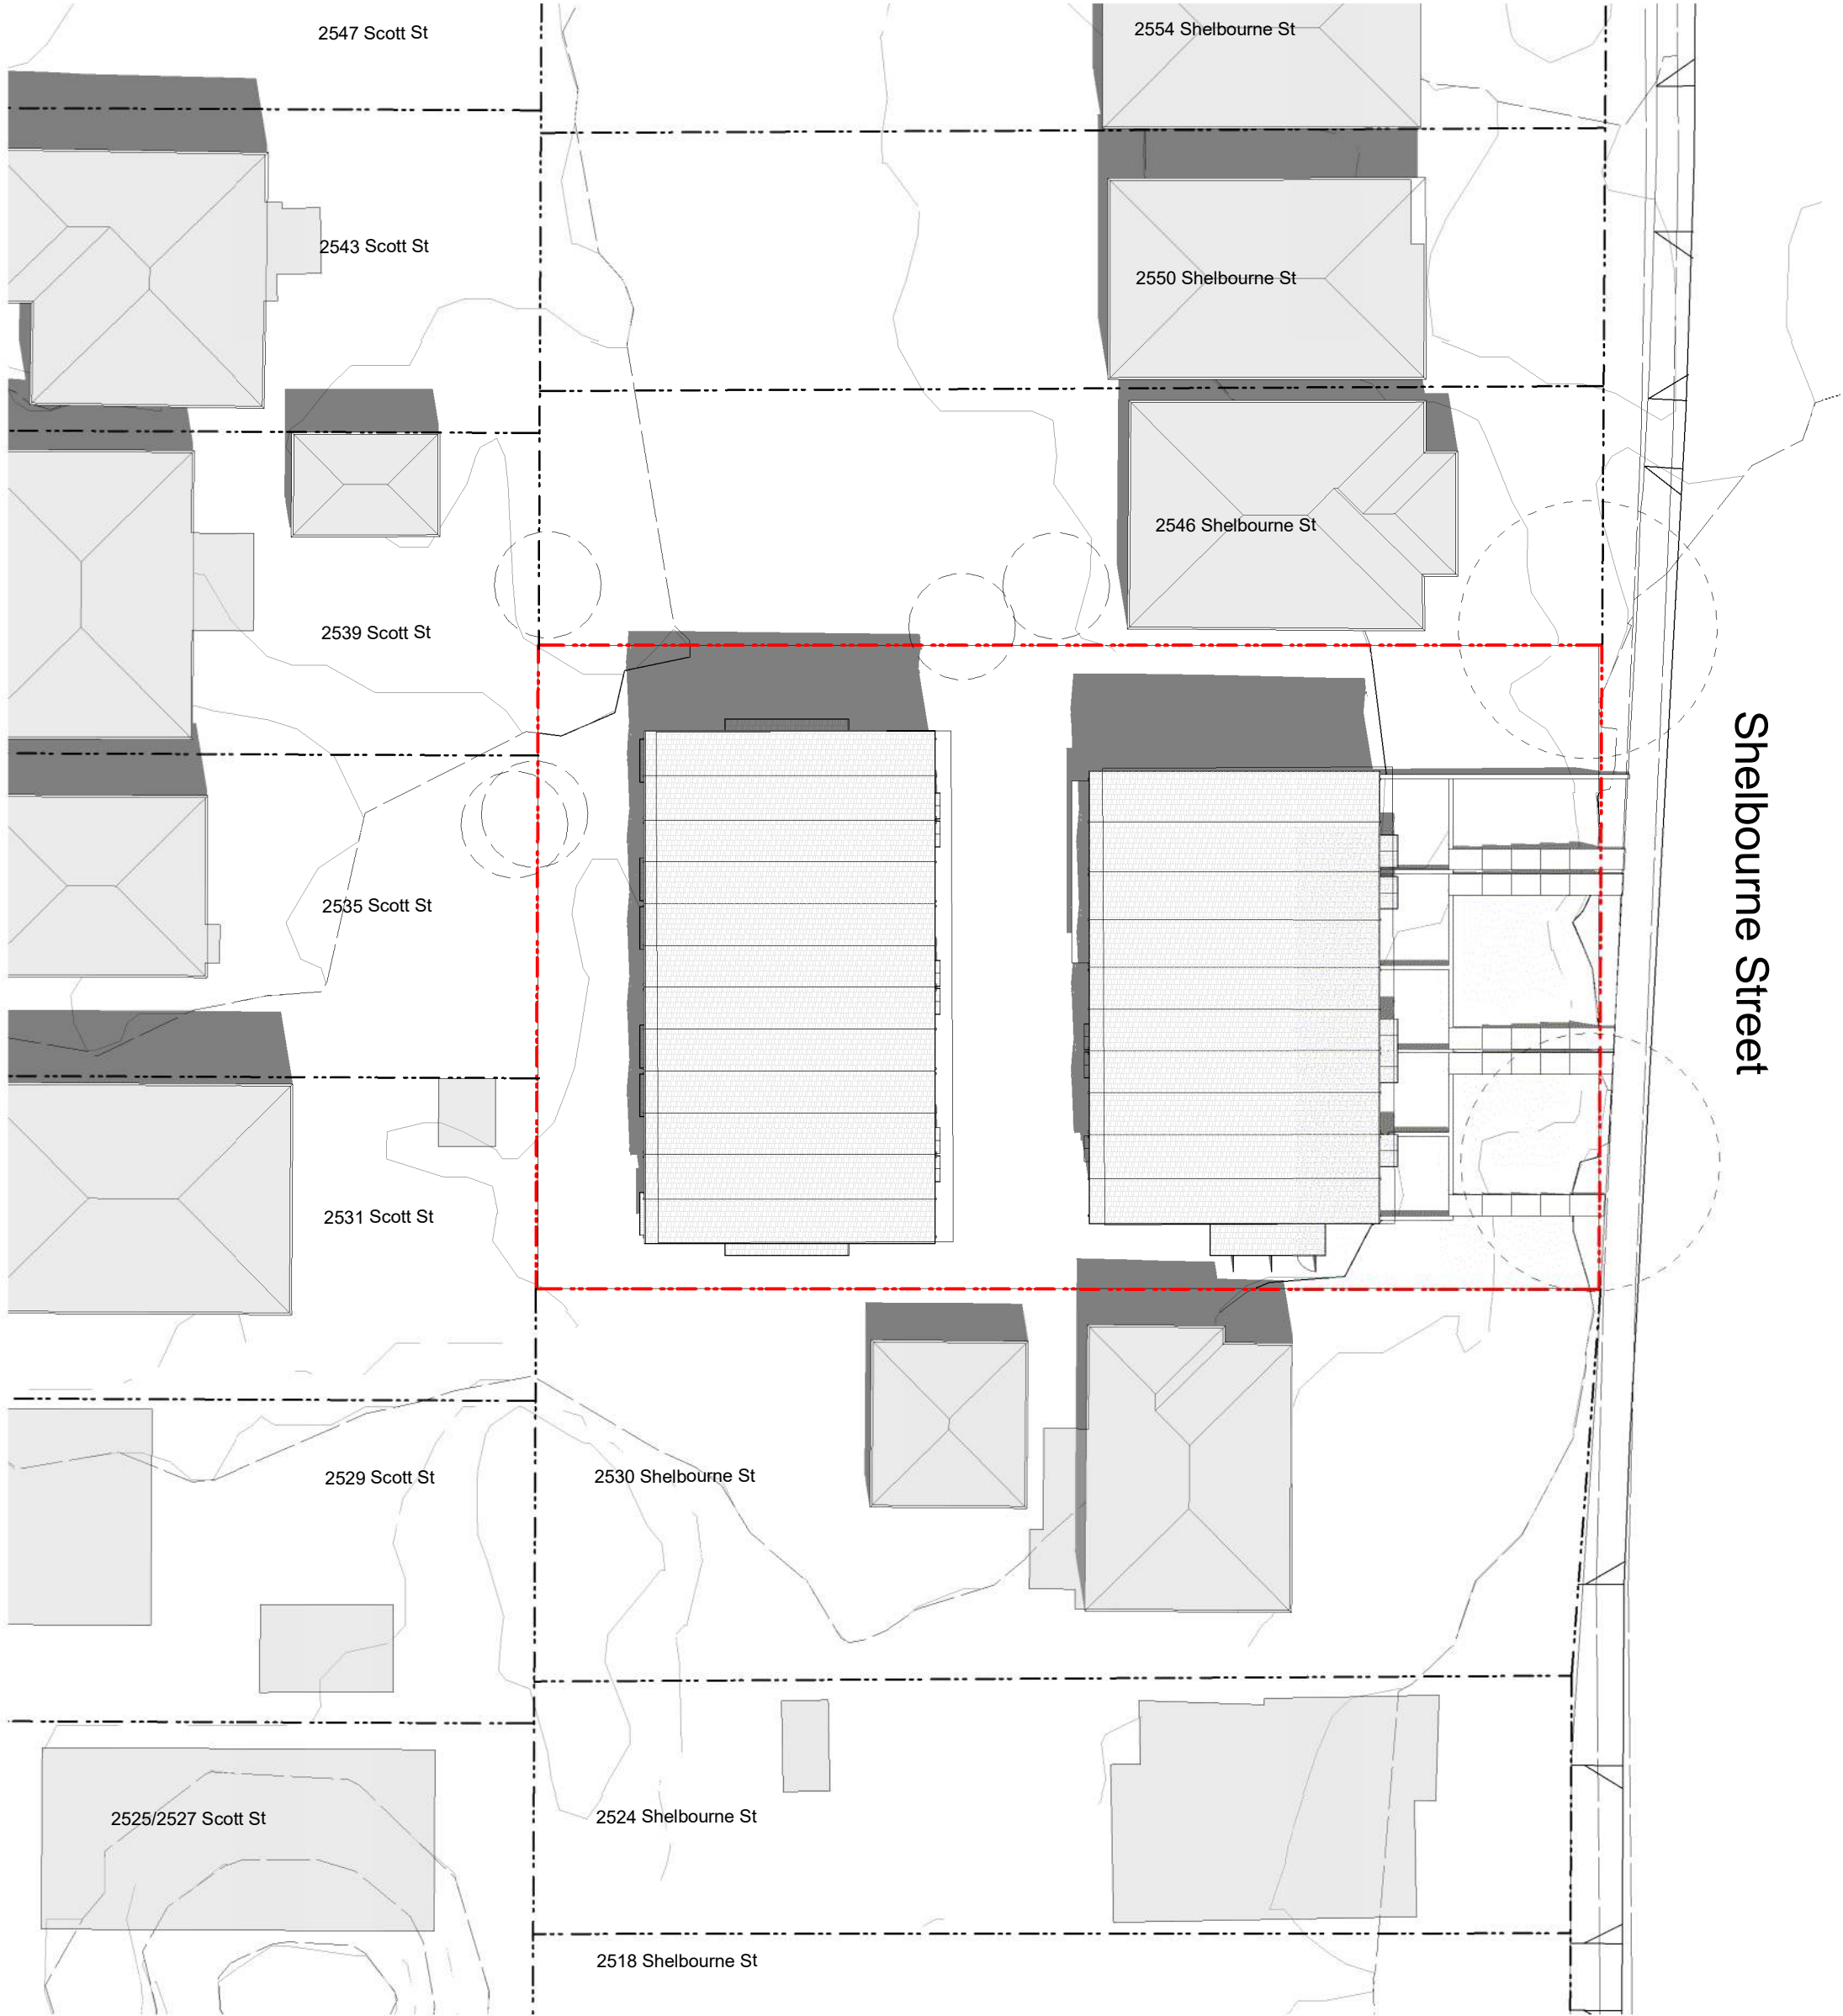 2547 Scott St
2554 Shelbourne St
2543 Scott St
2550 Shelbourne St
2546 Shelbourne St
2539 Scott St
Shelbourne Street
2535 Scott St
2531 Scott St
2529 Scott St
2530 Shelbourne St
2525/2527 Scott St
2524 Shelbourne St
2518 Shelbourne St